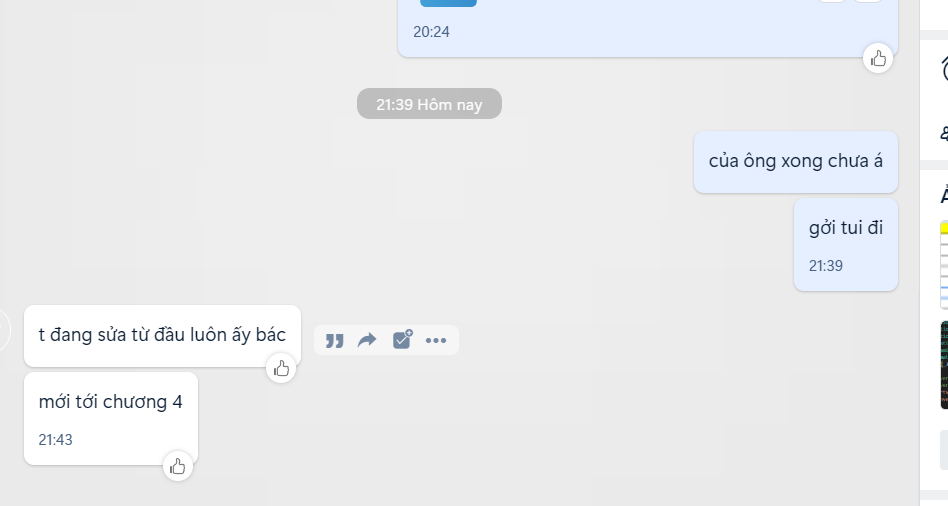 20:24
21:39 Hôm nay
của ông xong chưa á
gởi tui đi
21:39
t đang sửa từ đầu luôn ấy bác
mới tới chương 4
21:43